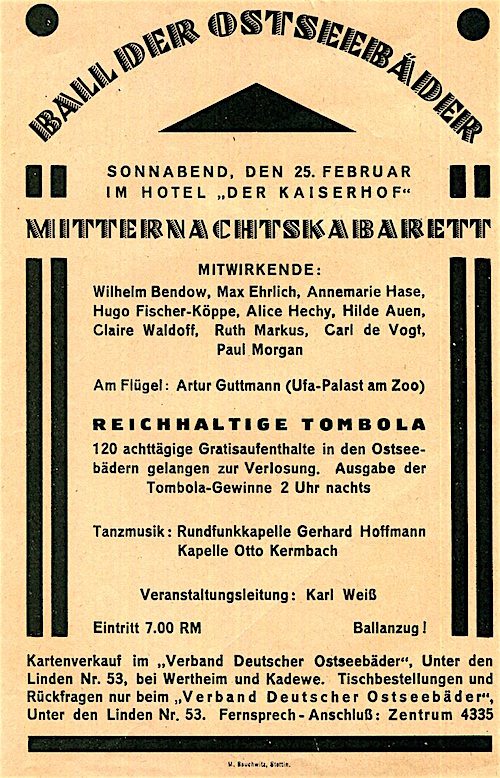 BALL DER OSTSEEBÄDER
SONNABEND, DEN 25. FEBRUAR
IM HOTEL „DER KAISERHOF“
MITTERNACHTSKABARETT
MITWIRKENDE:
Wilhelm Bendow, Max Ehrlich, Annemarie Hase,
Hugo Fischer-Köppe, Alice Hechy, Hilde Auen,
Claire Waldoff, Ruth Markus, Carl de Vogt,
Paul Morgan
Am Flügel: Artur Guttmann (Ufa-Palast am Zoo)
REICHHALTIGE TOMBOLA
120 achttägige Gratisaufenthalte in den Ostsee-
bädern gelangen zur Verlosung. Ausgabe der
Tombola-Gewinne 2 Uhr nachts
Tanzmusik: Rundfunkkapelle Gerhard Hoffmann
Kapelle Otto Kermbach
Veranstaltungsleitung: Karl Weiß
Eintritt 7.00 RM Ballanzug!
Kartenverkauf im „Verband Deutscher Ostseebäder“, Unter den
Linden Nr. 53, bei Wertheim und Kadewe. Tischbestellungen und
Rückfragen nur beim „Verband Deutscher Ostseebäder“,
Unter den Linden Nr. 53. Fernsprech-Anschluß: Zentrum 4335
M. Bauchwitz, Stettin.